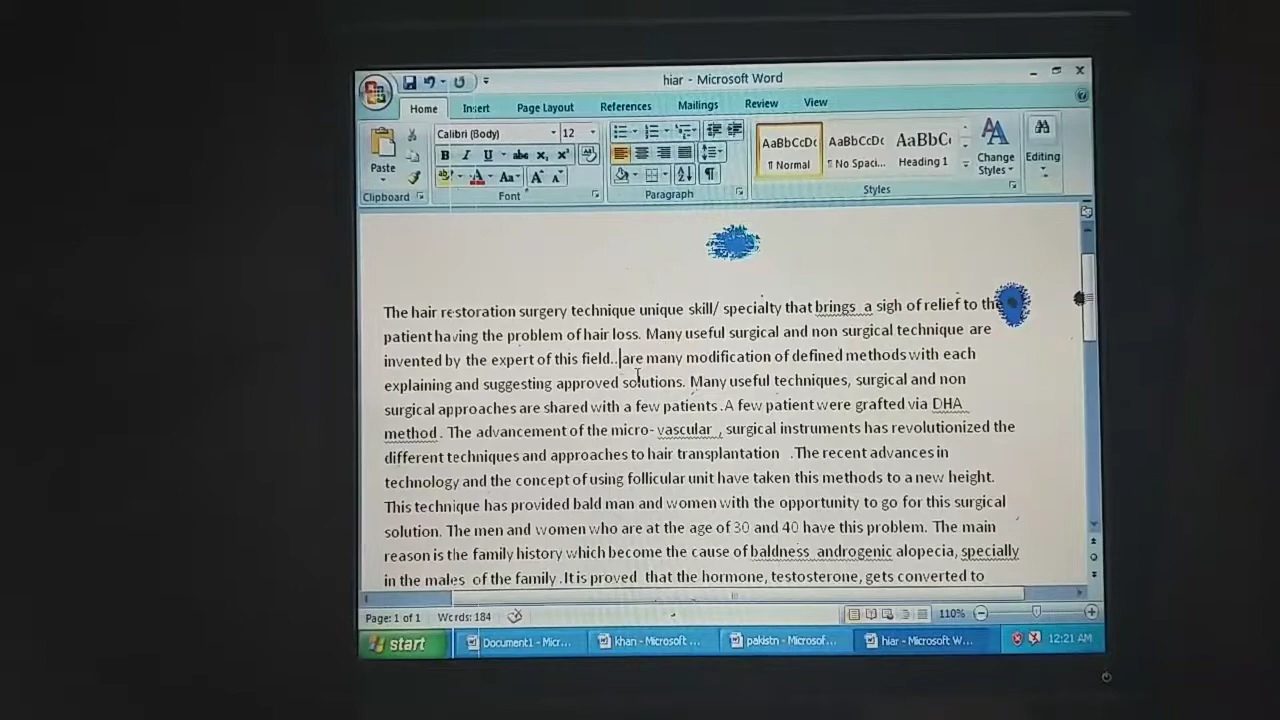 hiar - Microsoft Word
Home Insert Page Layout References Mailings Review View
Calibri (Body) 12
AaBbCcDc AaBbCcDc AaBbC
Paste
B I U abc x₂ x²
¶ Normal ¶ No Spaci... Heading 1 Change Styles Editing
A Aa A A
Clipboard Font Paragraph Styles
The hair restoration surgery technique unique skill/ specialty that brings a sigh of relief to the
patient having the problem of hair loss. Many useful surgical and non surgical technique are
invented by the expert of this field..are many modification of defined methods with each
explaining and suggesting approved solutions. Many useful techniques, surgical and non
surgical approaches are shared with a few patients .A few patient were grafted via DHA
method . The advancement of the micro- vascular , surgical instruments has revolutionized the
different techniques and approaches to hair transplantation .The recent advances in
technology and the concept of using follicular unit have taken this methods to a new height.
This technique has provided bald man and women with the opportunity to go for this surgical
solution. The men and women who are at the age of 30 and 40 have this problem. The main
reason is the family history which become the cause of baldness androgenic alopecia, specially
in the males of the family .It is proved that the hormone, testosterone, gets converted to
Page: 1 of 1 Words: 184 110%
start Document1 - Micr... khan - Microsoft ... pakistn - Microsof... hiar - Microsoft W... 12:21 AM